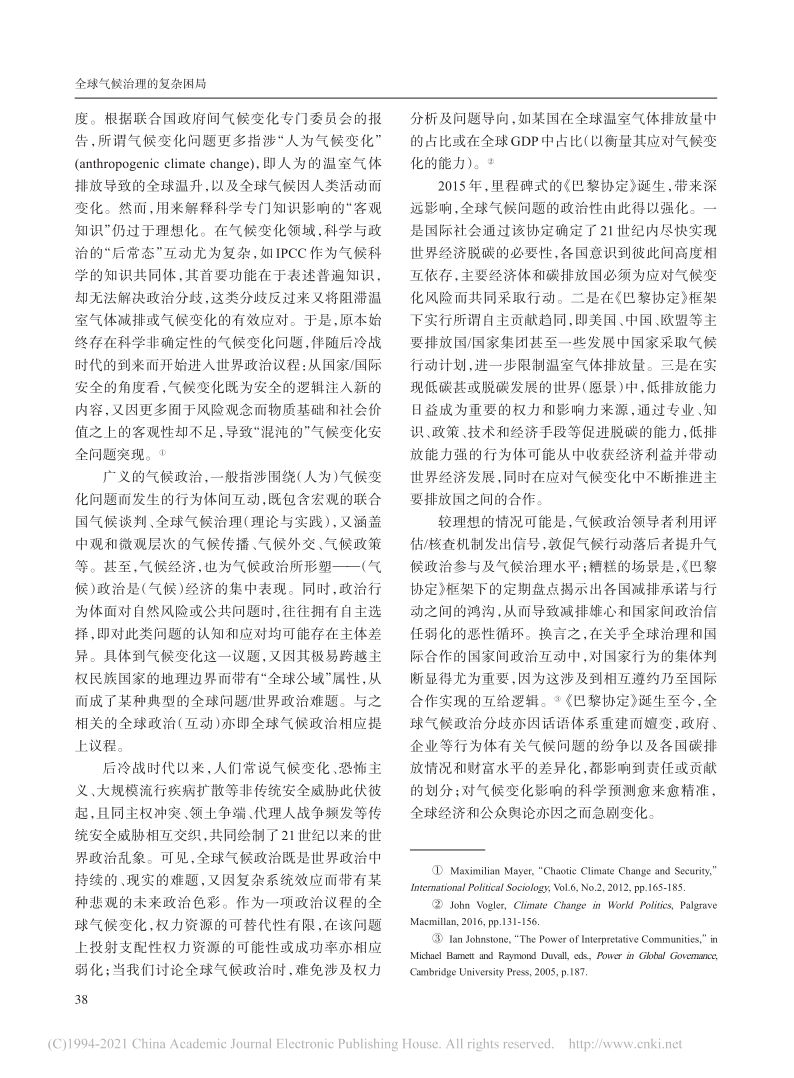 全球气候治理的复杂困局
度。根据联合国政府间气候变化专门委员会的报
告,所谓气候变化问题更多指涉“人为气候变化”
(anthropogenic climate change),即人为的温室气体
排放导致的全球温升,以及全球气候因人类活动而
变化。然而,用来解释科学专门知识影响的“客观
知识”仍过于理想化。在气候变化领域,科学与政
治的“后常态”互动尤为复杂,如IPCC作为气候科
学的知识共同体,其首要功能在于表述普遍知识,
却无法解决政治分歧,这类分歧反过来又将阻滞温
室气体减排或气候变化的有效应对。于是,原本始
终存在科学非确定性的气候变化问题,伴随后冷战
时代的到来而开始进入世界政治议程:从国家/国际
安全的角度看,气候变化既为安全的逻辑注入新的
内容,又因更多囿于风险观念而物质基础和社会价
值之上的客观性却不足,导致“混沌的”气候变化安
全问题突现。①
广义的气候政治,一般指涉围绕(人为)气候变
化问题而发生的行为体间互动,既包含宏观的联合
国气候谈判、全球气候治理(理论与实践),又涵盖
中观和微观层次的气候传播、气候外交、气候政策
等。甚至,气候经济,也为气候政治所形塑——(气
候)政治是(气候)经济的集中表现。同时,政治行
为体面对自然风险或公共问题时,往往拥有自主选
择,即对此类问题的认知和应对均可能存在主体差
异。具体到气候变化这一议题,又因其极易跨越主
权民族国家的地理边界而带有“全球公域”属性,从
而成了某种典型的全球问题/世界政治难题。与之
相关的全球政治(互动)亦即全球气候政治相应提
上议程。
后冷战时代以来,人们常说气候变化、恐怖主
义、大规模流行疾病扩散等非传统安全威胁此伏彼
起,且同主权冲突、领土争端、代理人战争频发等传
统安全威胁相互交织,共同绘制了21世纪以来的世
界政治乱象。可见,全球气候政治既是世界政治中
持续的、现实的难题,又因复杂系统效应而带有某
种悲观的未来政治色彩。作为一项政治议程的全
球气候变化,权力资源的可替代性有限,在该问题
上投射支配性权力资源的可能性或成功率亦相应
弱化;当我们讨论全球气候政治时,难免涉及权力
分析及问题导向,如某国在全球温室气体排放量中
的占比或在全球GDP中占比(以衡量其应对气候变
化的能力)。②
2015年,里程碑式的《巴黎协定》诞生,带来深
远影响,全球气候问题的政治性由此得以强化。一
是国际社会通过该协定确定了21世纪内尽快实现
世界经济脱碳的必要性,各国意识到彼此间高度相
互依存,主要经济体和碳排放国必须为应对气候变
化风险而共同采取行动。二是在《巴黎协定》框架
下实行所谓自主贡献趋同,即美国、中国、欧盟等主
要排放国/国家集团甚至一些发展中国家采取气候
行动计划,进一步限制温室气体排放量。三是在实
现低碳甚或脱碳发展的世界(愿景)中,低排放能力
日益成为重要的权力和影响力来源,通过专业、知
识、政策、技术和经济手段等促进脱碳的能力,低排
放能力强的行为体可能从中收获经济利益并带动
世界经济发展,同时在应对气候变化中不断推进主
要排放国之间的合作。
较理想的情况可能是,气候政治领导者利用评
估/核查机制发出信号,敦促气候行动落后者提升气
候政治参与及气候治理水平;糟糕的场景是,《巴黎
协定》框架下的定期盘点揭示出各国减排承诺与行
动之间的鸿沟,从而导致减排雄心和国家间政治信
任弱化的恶性循环。换言之,在关乎全球治理和国
际合作的国家间政治互动中,对国家行为的集体判
断显得尤为重要,因为这涉及到相互遵约乃至国际
合作实现的互给逻辑。③《巴黎协定》诞生至今,全
球气候政治分歧亦因话语体系重建而嬗变,政府、
企业等行为体有关气候问题的纷争以及各国碳排
放情况和财富水平的差异化,都影响到责任或贡献
的划分;对气候变化影响的科学预测愈来愈精准,
全球经济和公众舆论亦因之而急剧变化。
① Maximilian Mayer, “Chaotic Climate Change and Security,”
International Political Sociology, Vol.6, No.2, 2012, pp.165-185.
② John Vogler, Climate Change in World Politics, Palgrave
Macmillan, 2016, pp.131-156.
③ Ian Johnstone, “The Power of Interpretative Communities,” in
Michael Barnett and Raymond Duvall, eds., Power in Global Governance,
Cambridge University Press, 2005, p.187.
38
(C)1994-2021 China Academic Journal Electronic Publishing House. All rights reserved. http://www.cnki.net